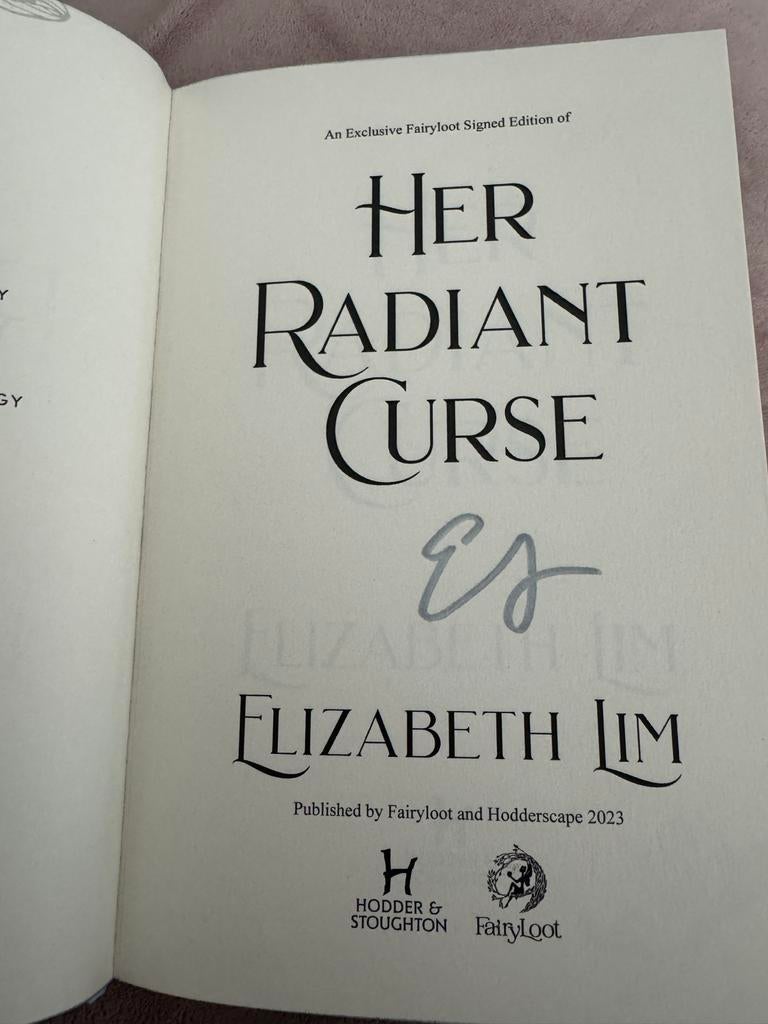 Y
GY
An Exclusive Fairyloot Signed Edition of
HER
RADIANT
CURSE
ELIZABETH LIM
Published by Fairyloot and Hodderscape 2023
H
HODDER &
STOUGHTON
FairyLoot